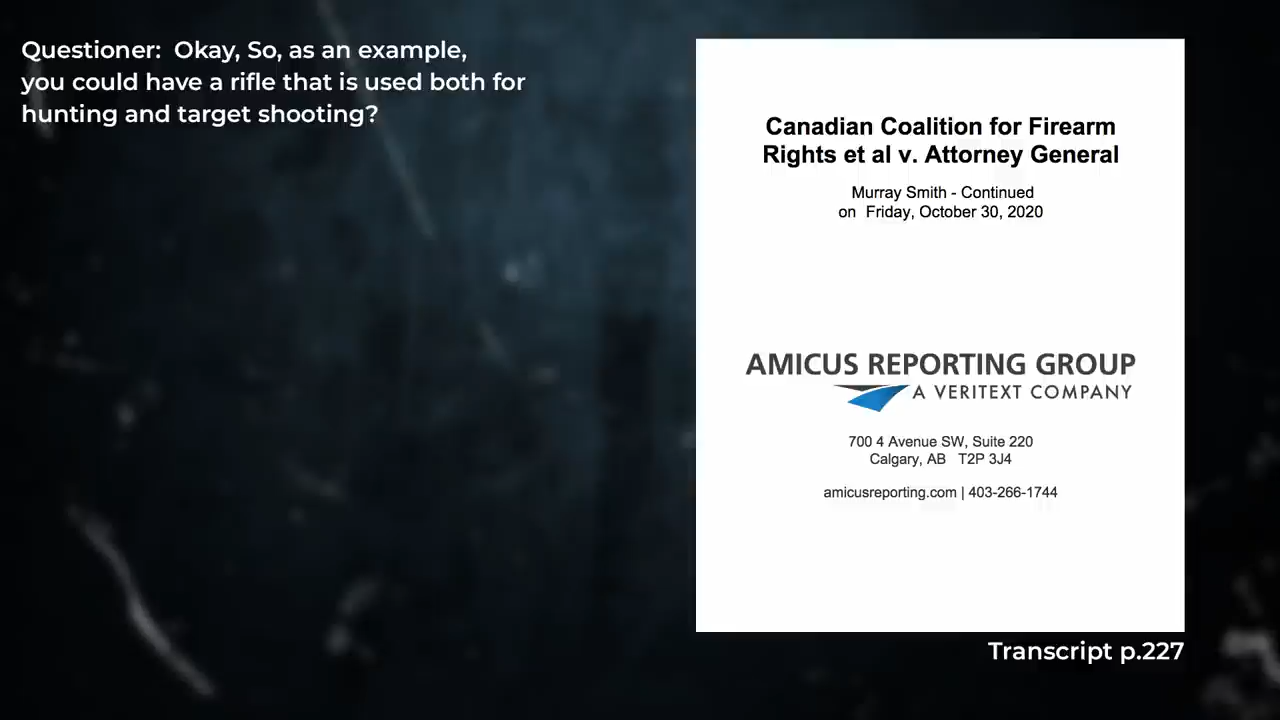 Questioner:  Okay, So, as an example,
you could have a rifle that is used both for
hunting and target shooting?
Canadian Coalition for Firearm
Rights et al v. Attorney General
Murray Smith - Continued
on  Friday, October 30, 2020
AMICUS REPORTING GROUP
A VERITEXT COMPANY
700 4 Avenue SW, Suite 220
Calgary, AB   T2P 3J4
amicusreporting.com | 403-266-1744
Transcript p.227